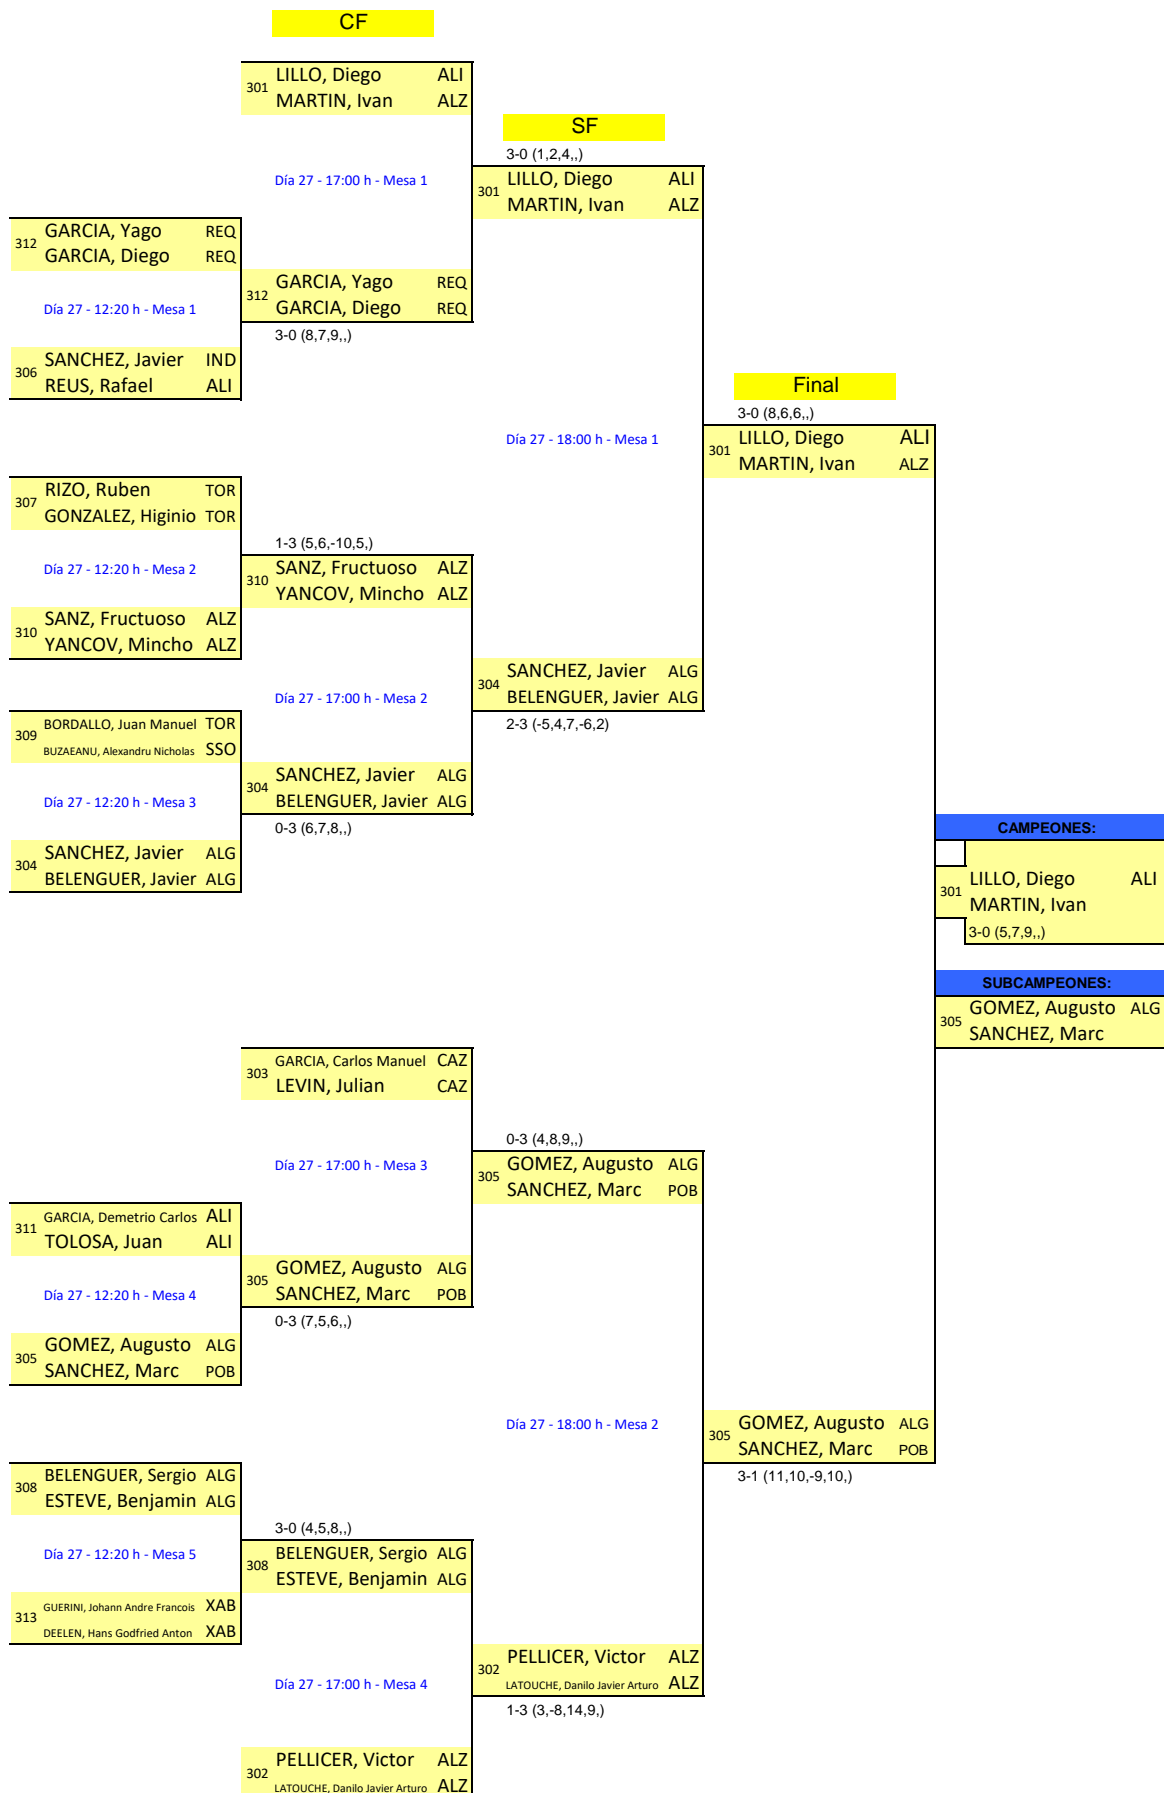 CF
301 LILLO, Diego ALI
MARTIN, Ivan ALZ
SF
3-0 (1,2,4,,)
Día 27 - 17:00 h - Mesa 1
301 LILLO, Diego ALI
MARTIN, Ivan ALZ
312 GARCIA, Yago REQ
GARCIA, Diego REQ
312 GARCIA, Yago REQ
GARCIA, Diego REQ
Día 27 - 12:20 h - Mesa 1
3-0 (8,7,9,,)
306 SANCHEZ, Javier IND
REUS, Rafael ALI
Final
3-0 (8,6,6,,)
Día 27 - 18:00 h - Mesa 1
301 LILLO, Diego ALI
MARTIN, Ivan ALZ
307 RIZO, Ruben TOR
GONZALEZ, Higinio TOR
1-3 (5,6,-10,5,)
Día 27 - 12:20 h - Mesa 2
310 SANZ, Fructuoso ALZ
YANCOV, Mincho ALZ
310 SANZ, Fructuoso ALZ
YANCOV, Mincho ALZ
304 SANCHEZ, Javier ALG
BELENGUER, Javier ALG
Día 27 - 17:00 h - Mesa 2
2-3 (-5,4,7,-6,2)
309 BORDALLO, Juan Manuel TOR
BUZAEANU, Alexandru Nicholas SSO
304 SANCHEZ, Javier ALG
BELENGUER, Javier ALG
Día 27 - 12:20 h - Mesa 3
0-3 (6,7,8,,)
CAMPEONES:
304 SANCHEZ, Javier ALG
BELENGUER, Javier ALG
301 LILLO, Diego ALI
MARTIN, Ivan
3-0 (5,7,9,,)
SUBCAMPEONES:
305 GOMEZ, Augusto ALG
SANCHEZ, Marc
303 GARCIA, Carlos Manuel CAZ
LEVIN, Julian CAZ
0-3 (4,8,9,,)
Día 27 - 17:00 h - Mesa 3
305 GOMEZ, Augusto ALG
SANCHEZ, Marc POB
311 GARCIA, Demetrio Carlos ALI
TOLOSA, Juan ALI
305 GOMEZ, Augusto ALG
SANCHEZ, Marc POB
Día 27 - 12:20 h - Mesa 4
0-3 (7,5,6,,)
305 GOMEZ, Augusto ALG
SANCHEZ, Marc POB
Día 27 - 18:00 h - Mesa 2
305 GOMEZ, Augusto ALG
SANCHEZ, Marc POB
3-1 (11,10,-9,10,)
308 BELENGUER, Sergio ALG
ESTEVE, Benjamin ALG
3-0 (4,5,8,,)
Día 27 - 12:20 h - Mesa 5
308 BELENGUER, Sergio ALG
ESTEVE, Benjamin ALG
313 GUERINI, Johann Andre Francois XAB
DEELEN, Hans Godfried Anton XAB
302 PELLICER, Victor ALZ
LATOUCHE, Danilo Javier Arturo ALZ
Día 27 - 17:00 h - Mesa 4
1-3 (3,-8,14,9,)
302 PELLICER, Victor ALZ
LATOUCHE, Danilo Javier Arturo ALZ